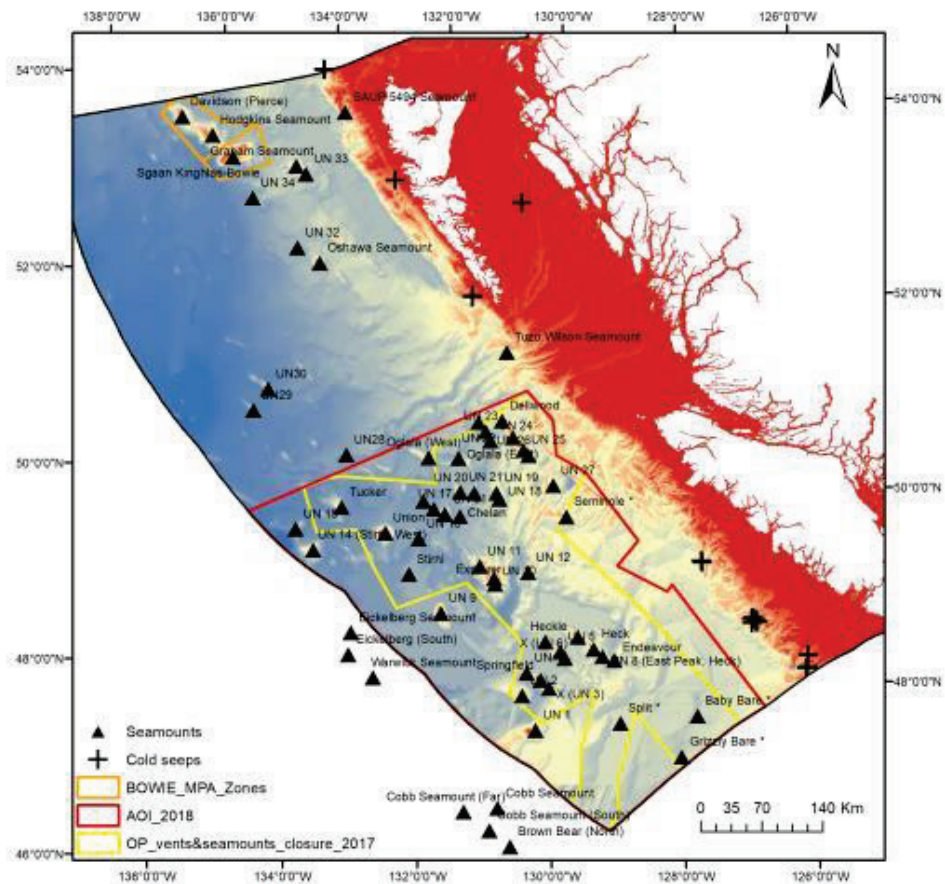 138°0'0"W 136°0'0"W 134°0'0"W 132°0'0"W 130°0'0"W 128°0'0"W 126°0'0"W
N
54°0'0"N
54°0'0"N
Davidson (Pierce)
SAUP 5494 Seamount
Hodgkins Seamount
Graham Seamount
UN 33
Sgaan Kinghlas Bowie
UN 34
UN 32
Oshawa Seamount
52°0'0"N
52°0'0"N
Tuzo Wilson Seamount
UN30
UN29
Dellwood
UN 23
UN 24
UN28
Oglala (West)
UN 25
50°0'0"N
50°0'0"N
UN 27
UN 20
UN 21
UN 19
Tucker
UN 17
UN 18
Seminole *
Chelan
Union
UN 14 (Stirni West)
UN 11
UN 12
Stirni
UN 9
Eickelberg Seamount
Eickelberg (South)
Heckle
UN 5
Heck
48°0'0"N
48°0'0"N
Endeavour
Warwick Seamount
Springfield
UN 8 (East Peak, Heck)
X (UN 3)
Baby Bare *
UN 1
Split *
Grizzly Bare *
Seamounts
Cold seeps
BOWIE_MPA_Zones
AOI_2018
OP_vents&seamounts_closure_2017
Cobb Seamount (Far)
Cobb Seamount
Cobb Seamount (South)
Brown Bear (North)
0 35 70 140 Km
46°0'0"N
46°0'0"N
136°0'0"W 134°0'0"W 132°0'0"W 130°0'0"W 128°0'0"W 126°0'0"W